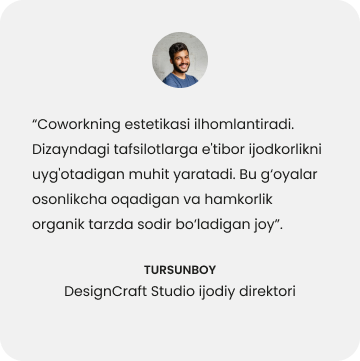 “Coworkning estetikasi ilhomlantiradi.
Dizayndagi tafsilotlarga e'tibor ijodkorlikni
uyg'otadigan muhit yaratadi. Bu g‘oyalar
osonlikcha oqadigan va hamkorlik
organik tarzda sodir bo‘ladigan joy”.
TURSUNBOY
DesignCraft Studio ijodiy direktori